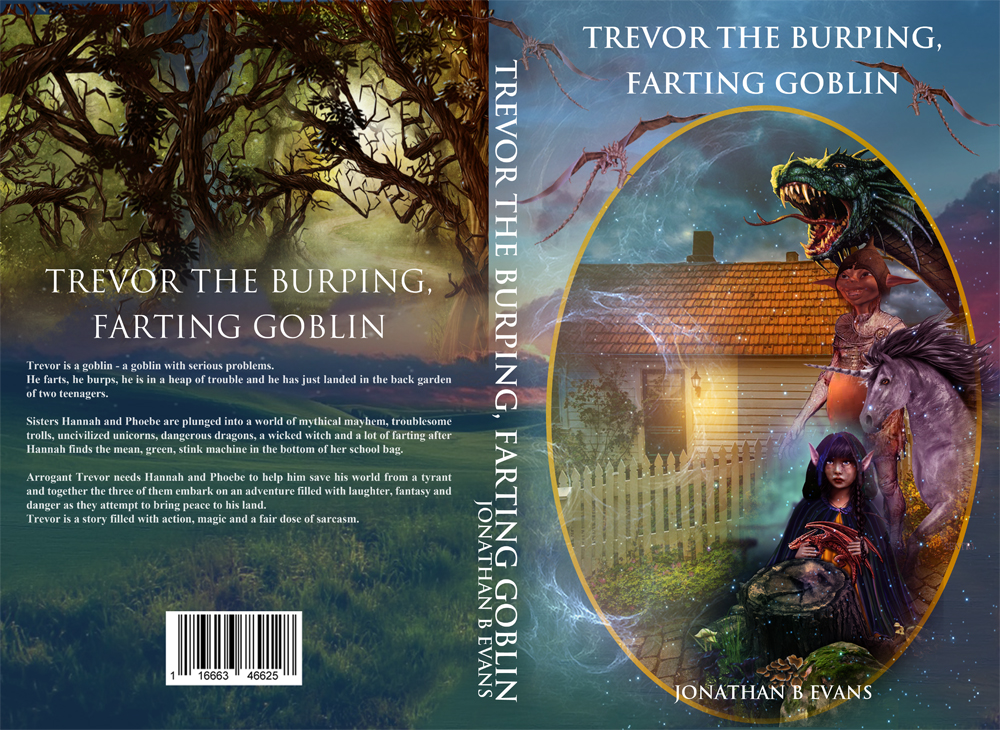 TREVOR THE BURPING,
FARTING GOBLIN
Trevor is a goblin - a goblin with serious problems.
He farts, he burps, he is in a heap of trouble and he has just landed in the back garden
of two teenagers.
Sisters Hannah and Phoebe are plunged into a world of mythical mayhem, troublesome
trolls, uncivilized unicorns, dangerous dragons, a wicked witch and a lot of farting after
Hannah finds the mean, green, stink machine in the bottom of her school bag.
Arrogant Trevor needs Hannah and Phoebe to help him save his world from a tyrant
and together the three of them embark on an adventure filled with laughter, fantasy and
danger as they attempt to bring peace to his land.
Trevor is a story filled with action, magic and a fair dose of sarcasm.
1 16663 46625
TREVOR THE BURPING, FARTING GOBLIN
JONATHAN B EVANS
TREVOR THE BURPING,
FARTING GOBLIN
JONATHAN B EVANS